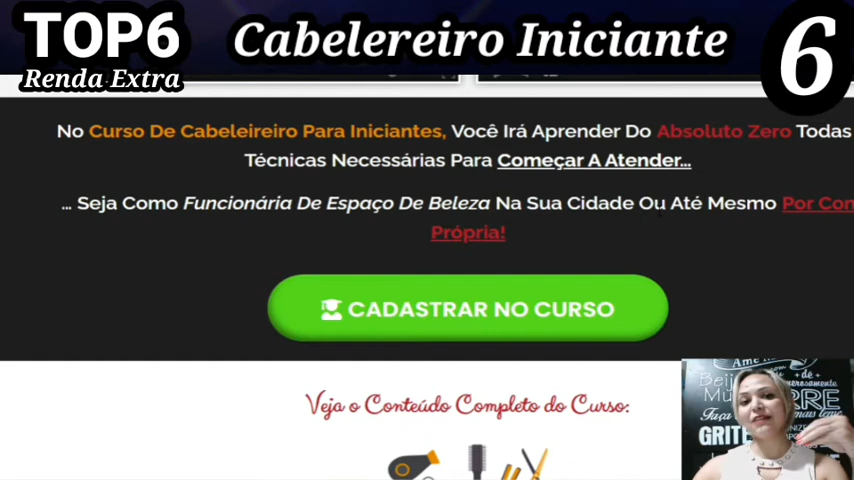 TOP6
Cabelereiro Iniciante
6
Renda Extra
No Curso De Cabeleireiro Para Iniciantes, Você Irá Aprender Do Absoluto Zero Todas
Técnicas Necessárias Para Começar A Atender...
... Seja Como Funcionária De Espaço De Beleza Na Sua Cidade Ou Até Mesmo Por Con
Própria!
CADASTRAR NO CURSO
Veja o Conteúdo Completo do Curso:
GRITE